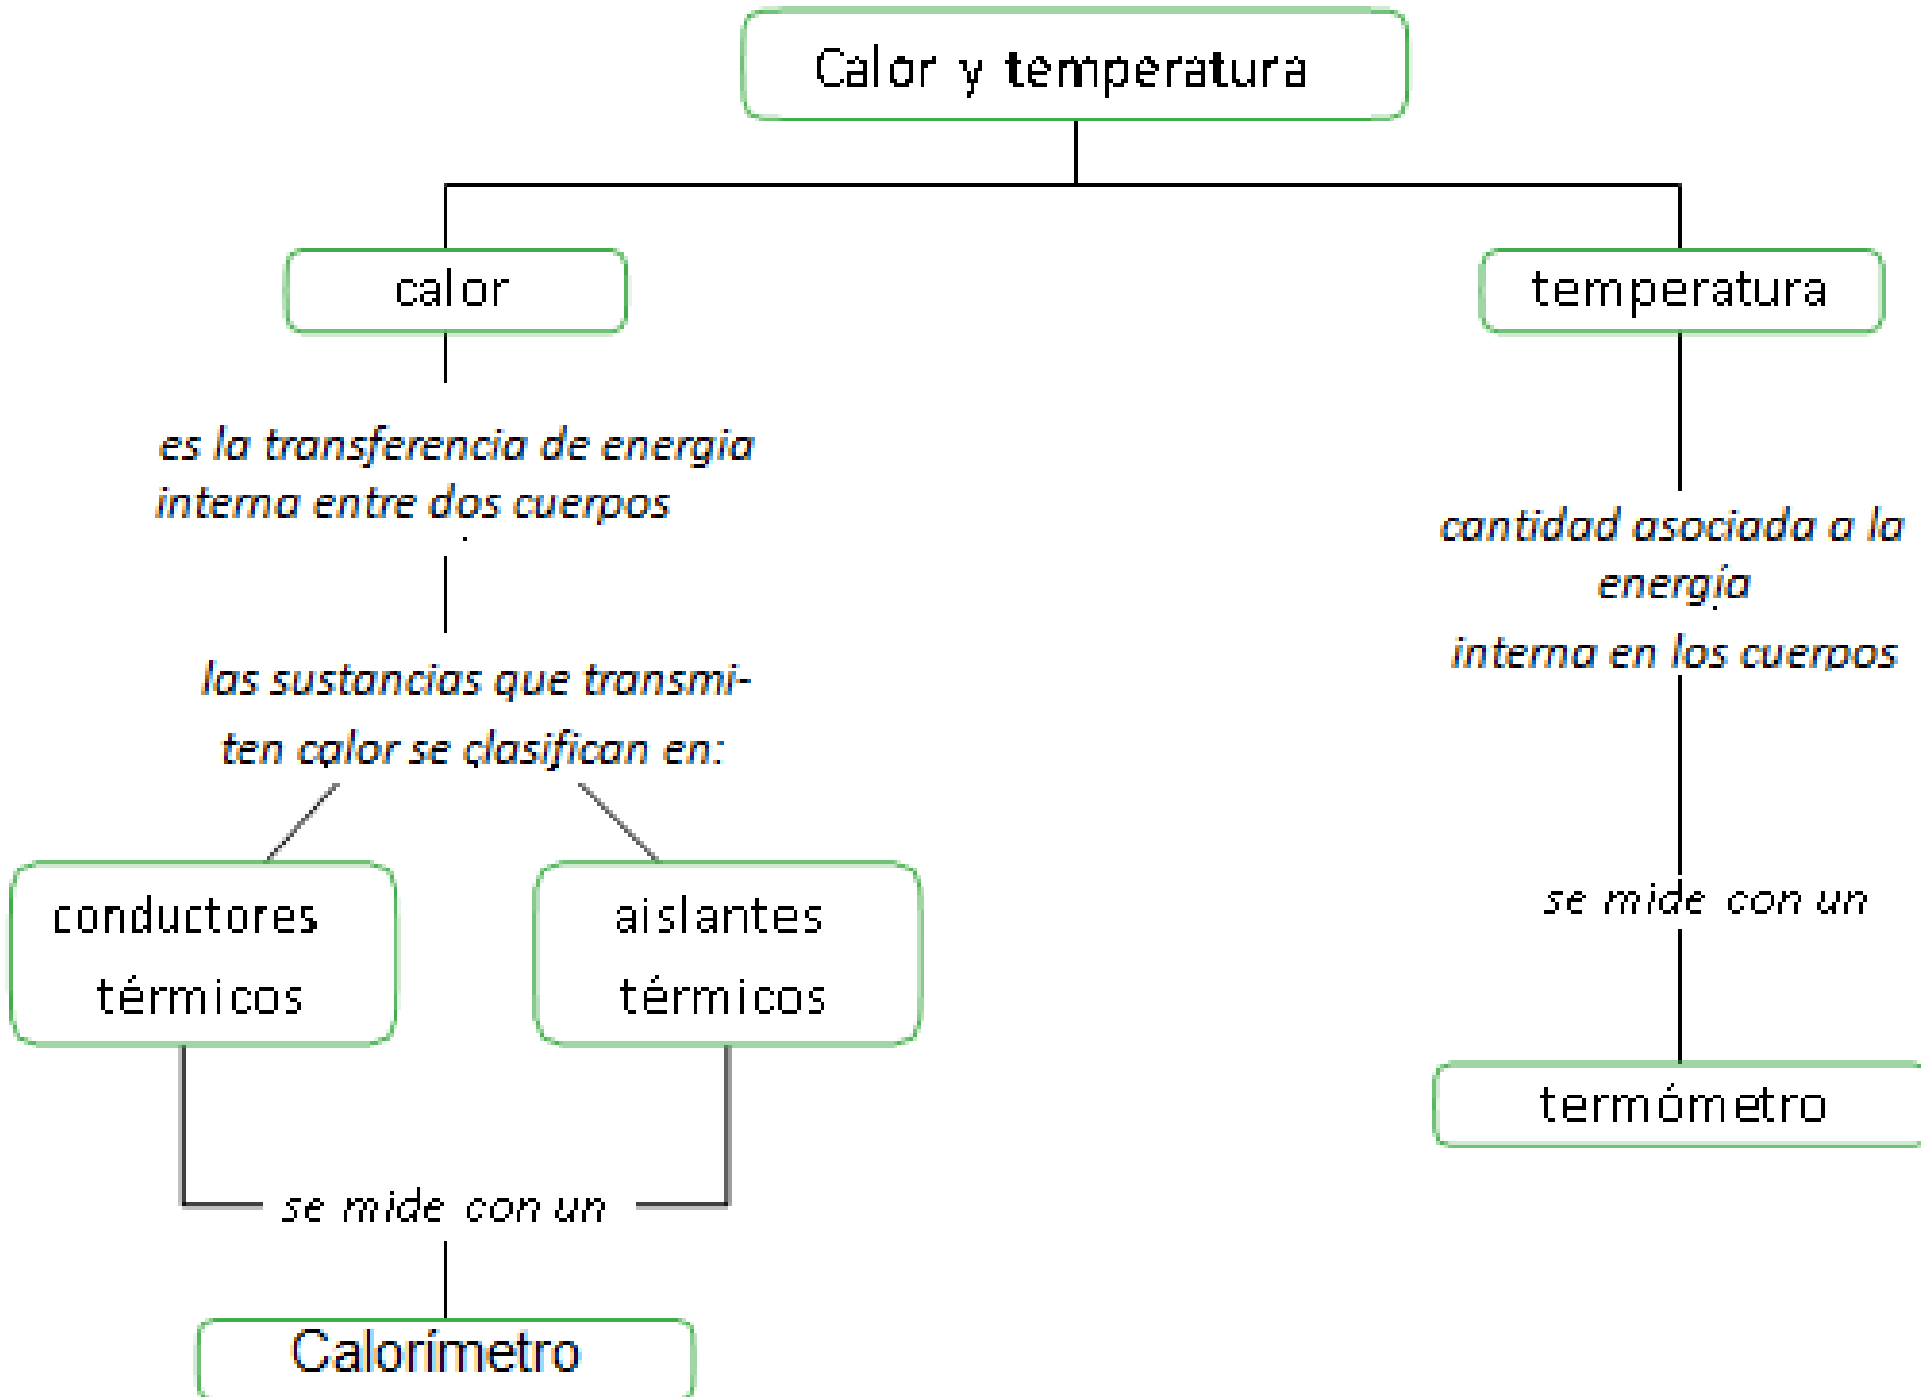 Calor y temperatura
calor
temperatura
es la transferencia de energia
interna entre dos cuerpos
cantidad asociada a la
energía
interna en los cuerpos
las sustancias que transmi-
ten calor se clasifican en:
conductores
térmicos
aislantes
térmicos
se mide con un
termómetro
se mide con un
Calorímetro